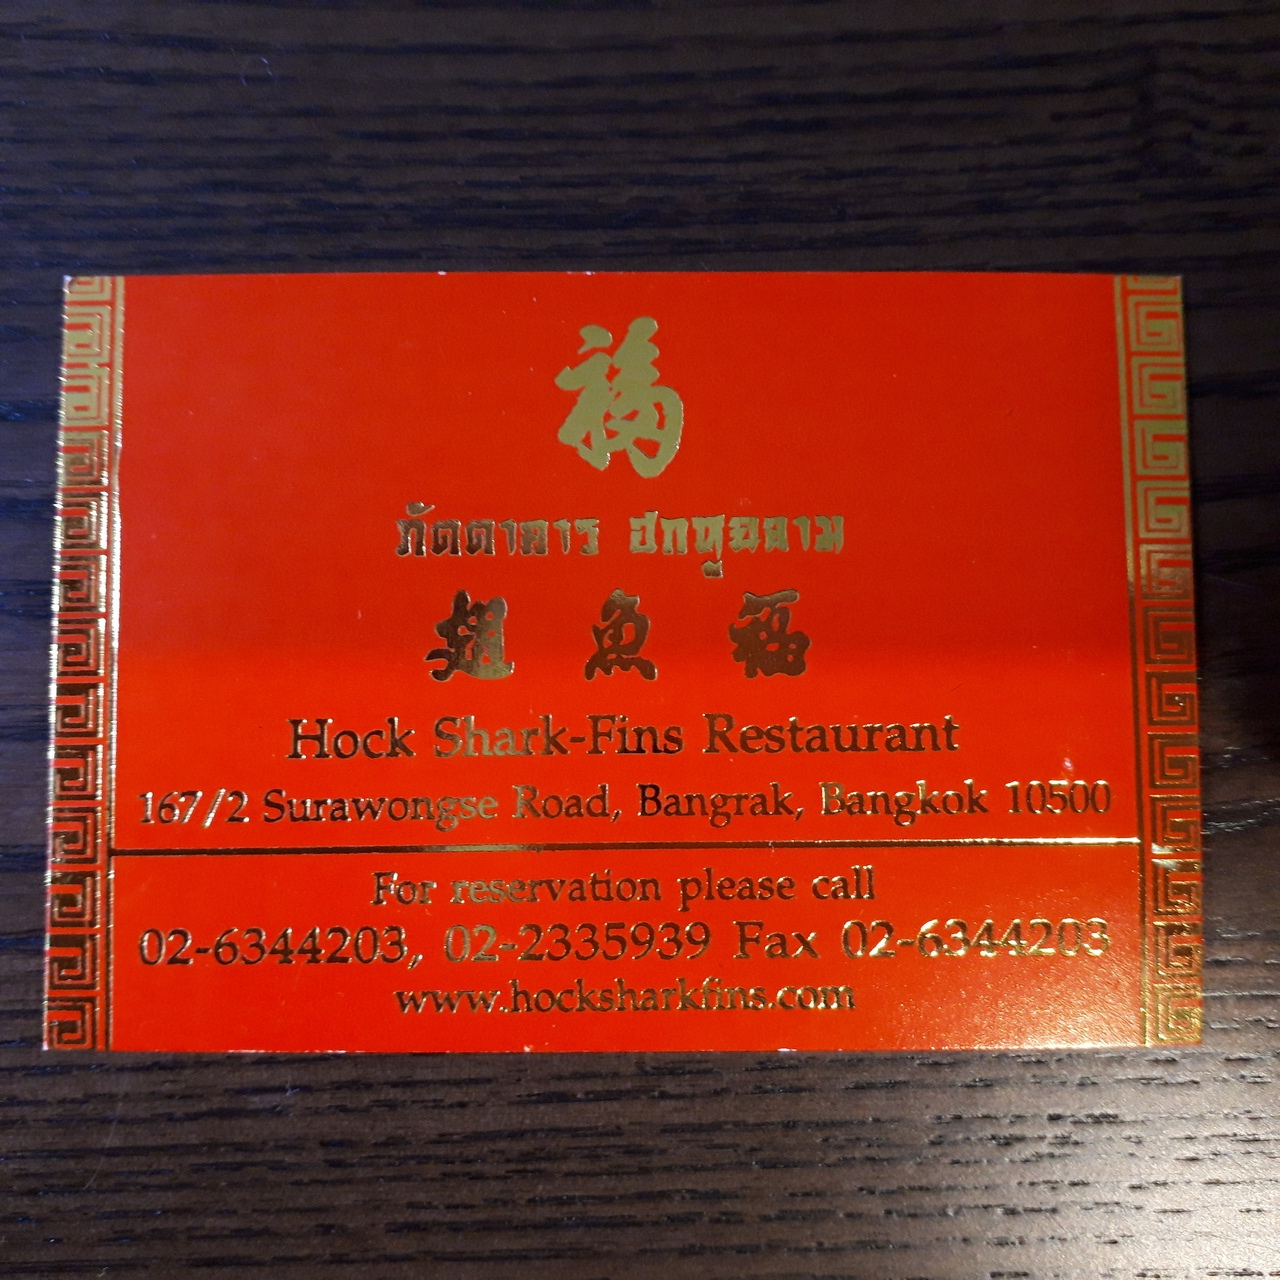 福
ภัตตาคาร ฮกหูฉลาม
翅 魚 福
Hock Shark-Fins Restaurant
167/2 Surawongse Road, Bangrak, Bangkok 10500
For reservation please call
02-6344203, 02-2335939 Fax 02-6344203
www.hocksharkfins.com